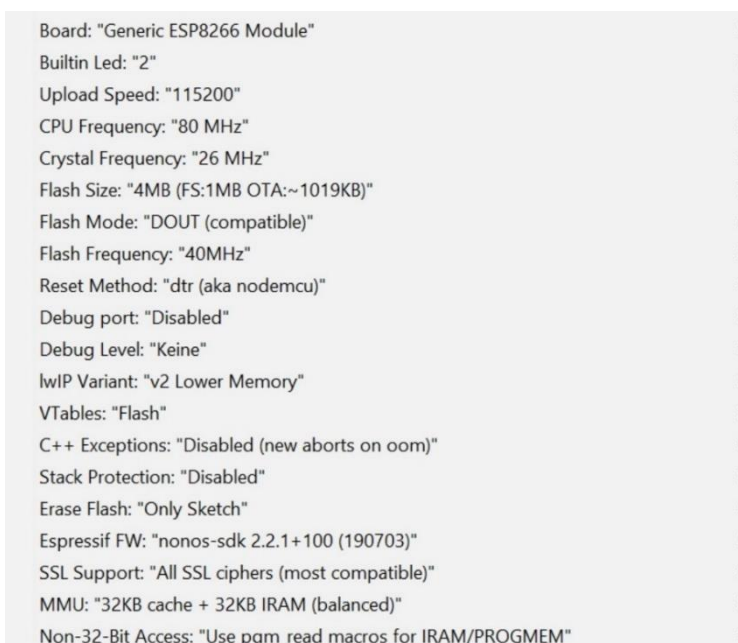 Board: "Generic ESP8266 Module"
Builtin Led: "2"
Upload Speed: "115200"
CPU Frequency: "80 MHz"
Crystal Frequency: "26 MHz"
Flash Size: "4MB (FS:1MB OTA:~1019KB)"
Flash Mode: "DOUT (compatible)"
Flash Frequency: "40MHz"
Reset Method: "dtr (aka nodemcu)"
Debug port: "Disabled"
Debug Level: "Keine"
lwIP Variant: "v2 Lower Memory"
VTables: "Flash"
C++ Exceptions: "Disabled (new aborts on oom)"
Stack Protection: "Disabled"
Erase Flash: "Only Sketch"
Espressif FW: "nonos-sdk 2.2.1+100 (190703)"
SSL Support: "All SSL ciphers (most compatible)"
MMU: "32KB cache + 32KB IRAM (balanced)"
Non-32-Bit Access: "Use pgm_read macros for IRAM/PROGMEM"